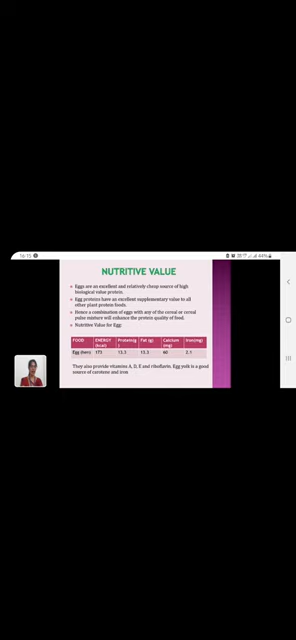 16:15
44%
NUTRITIVE VALUE
Eggs are an excellent and relatively cheap source of high
biological value protein.
Egg proteins have an excellent supplementary value to all
other plant protein foods.
Hence a combination of eggs with any of the cereal or cereal
pulse mixture will enhance the protein quality of food.
Nutritive Value for Egg:
FOOD ENERGY (kcal) Protein(g) Fat (g) Calcium (mg) Iron(mg)
Egg (hen) 173 13.3 13.3 60 2.1
They also provide vitamins A, D, E and riboflavin. Egg yolk is a good
source of carotene and iron